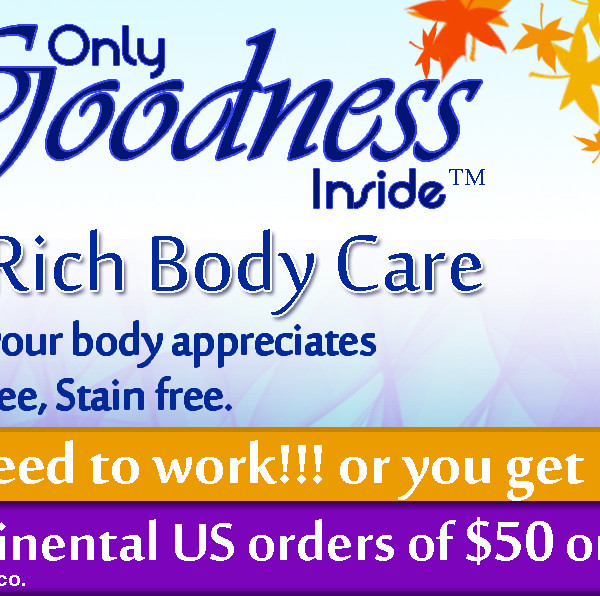 Only
Goodness
Inside™
Rich Body Care
our body appreciates
ee, Stain free.
eed to work!!! or you get
inental US orders of $50 o
co.